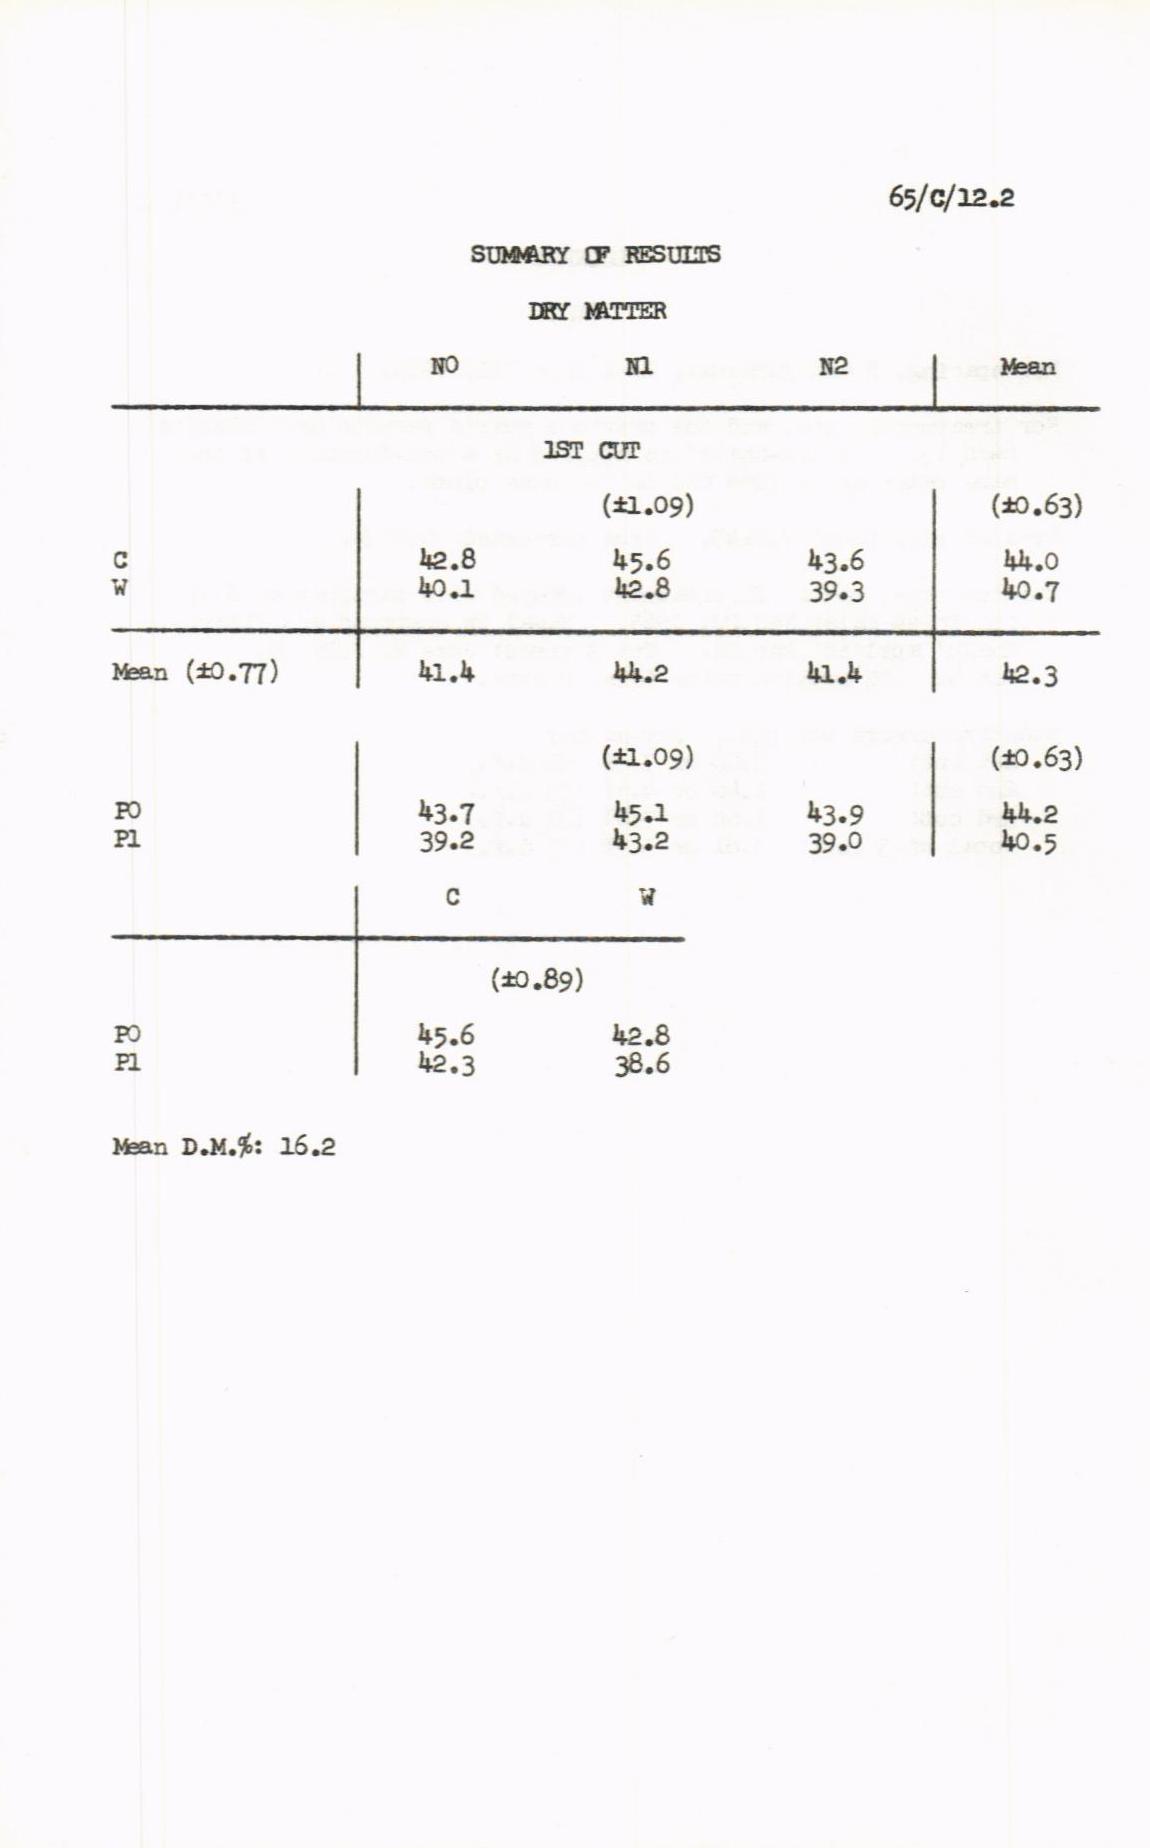 65/C/12.2
SUMMARY OF RESULTS
DRY MATTER
N0 N1 N2 Mean
1ST CUT
(±1.09) (±0.63)
C 42.8 45.6 43.6 44.0
W 40.1 42.8 39.3 40.7
Mean (±0.77) 41.4 44.2 41.4 42.3
(±1.09) (±0.63)
P0 43.7 45.1 43.9 44.2
P1 39.2 43.2 39.0 40.5
C W
(±0.89)
P0 45.6 42.8
P1 42.3 38.6
Mean D.M.%: 16.2